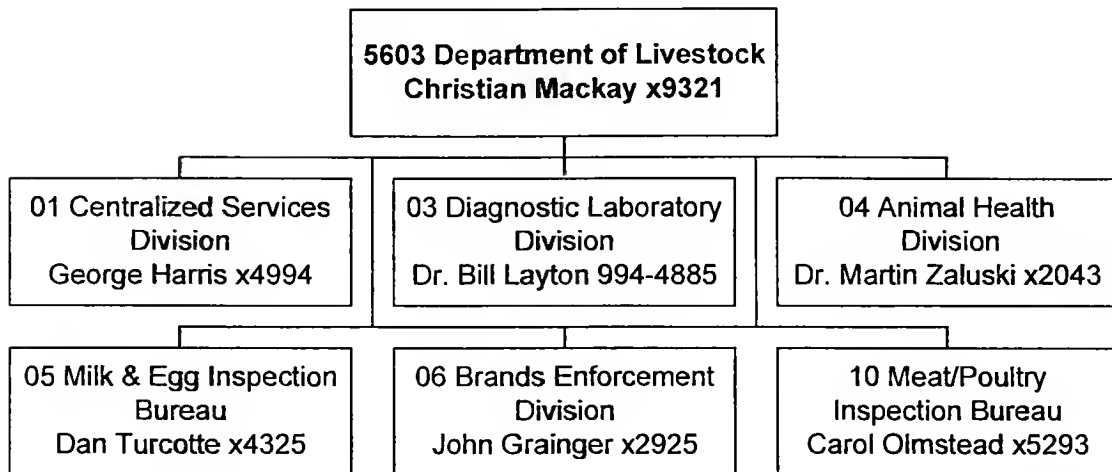 5603 Department of Livestock
Christian Mackay x9321
01 Centralized Services
Division
George Harris x4994
03 Diagnostic Laboratory
Division
Dr. Bill Layton 994-4885
04 Animal Health
Division
Dr. Martin Zaluski x2043
05 Milk & Egg Inspection
Bureau
Dan Turcotte x4325
06 Brands Enforcement
Division
John Grainger x2925
10 Meat/Poultry
Inspection Bureau
Carol Olmstead x5293